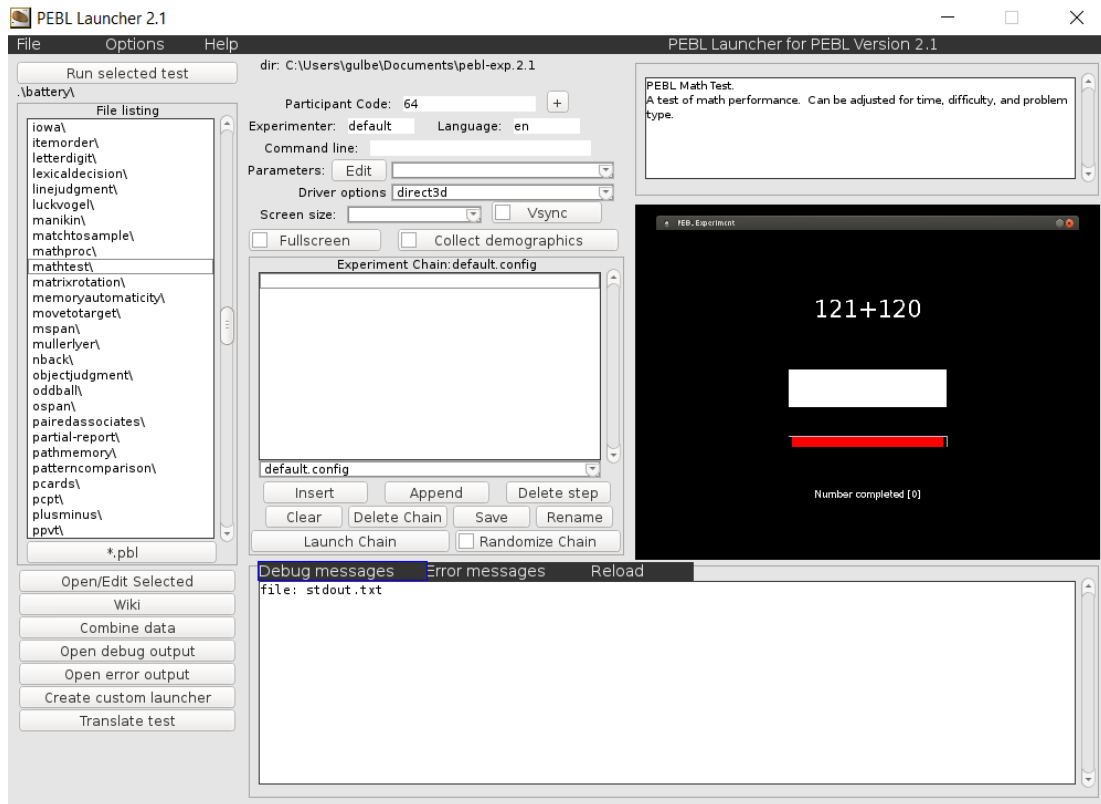 PEBL Launcher 2.1
File Options Help PEBL Launcher for PEBL Version 2.1
Run selected test
.\battery\
File listing
iowa\
itemorder\
letterdigit\
lexicaldecision\
linejudgment\
luckvogel\
manikin\
matchtosample\
mathproc\
mathtest\
matrixrotation\
memoryautomaticity\
movetotarget\
mspan\
mullerlyer\
nback\
objectjudgment\
oddball\
ospan\
pairedassociates\
partial-report\
pathmemory\
patterncomparison\
pcards\
pcpt\
plusminus\
ppvt\
*.pbl
Open/Edit Selected
Wiki
Combine data
Open debug output
Open error output
Create custom launcher
Translate test
dir: C:\Users\gulbe\Documents\pebl-exp.2.1
Participant Code: 64 +
Experimenter: default Language: en
Command line:
Parameters: Edit
Driver options direct3d
Screen size: Vsync
Fullscreen Collect demographics
Experiment Chain:default.config
default.config
Insert Append Delete step
Clear Delete Chain Save Rename
Launch Chain Randomize Chain
PEBL Math Test.
A test of math performance. Can be adjusted for time, difficulty, and problem
type.
PEBL Experiment
121+120
Number completed [0]
Debug messages Error messages Reload
file: stdout.txt